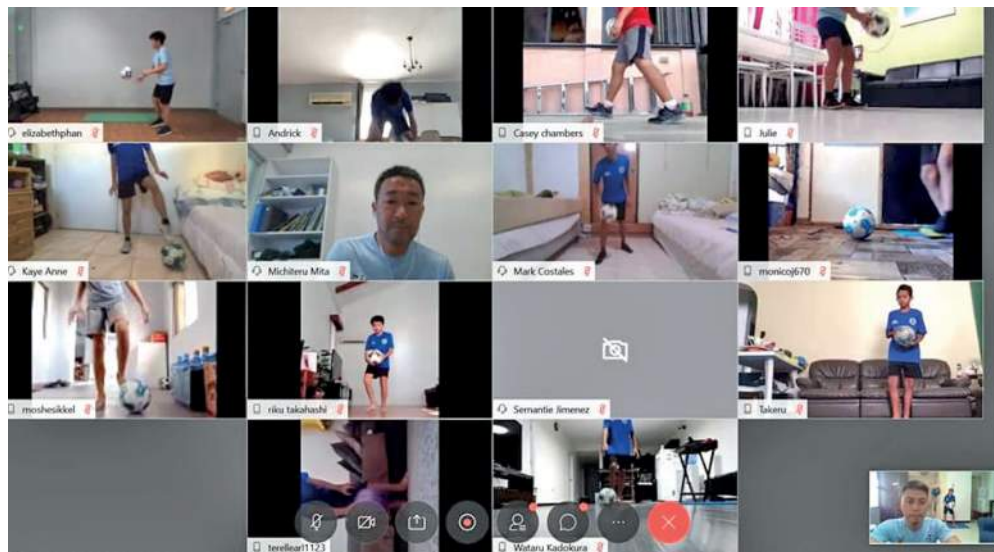 elizabethphan
Andrick
Casey chambers
Julie
Kaye Anne
Michiteru Mita
Mark Costales
monicoj670
moshesikkel
riku takahashi
Sernantie Jimenez
Takeru
terellearl1123
Wataru Kadokura